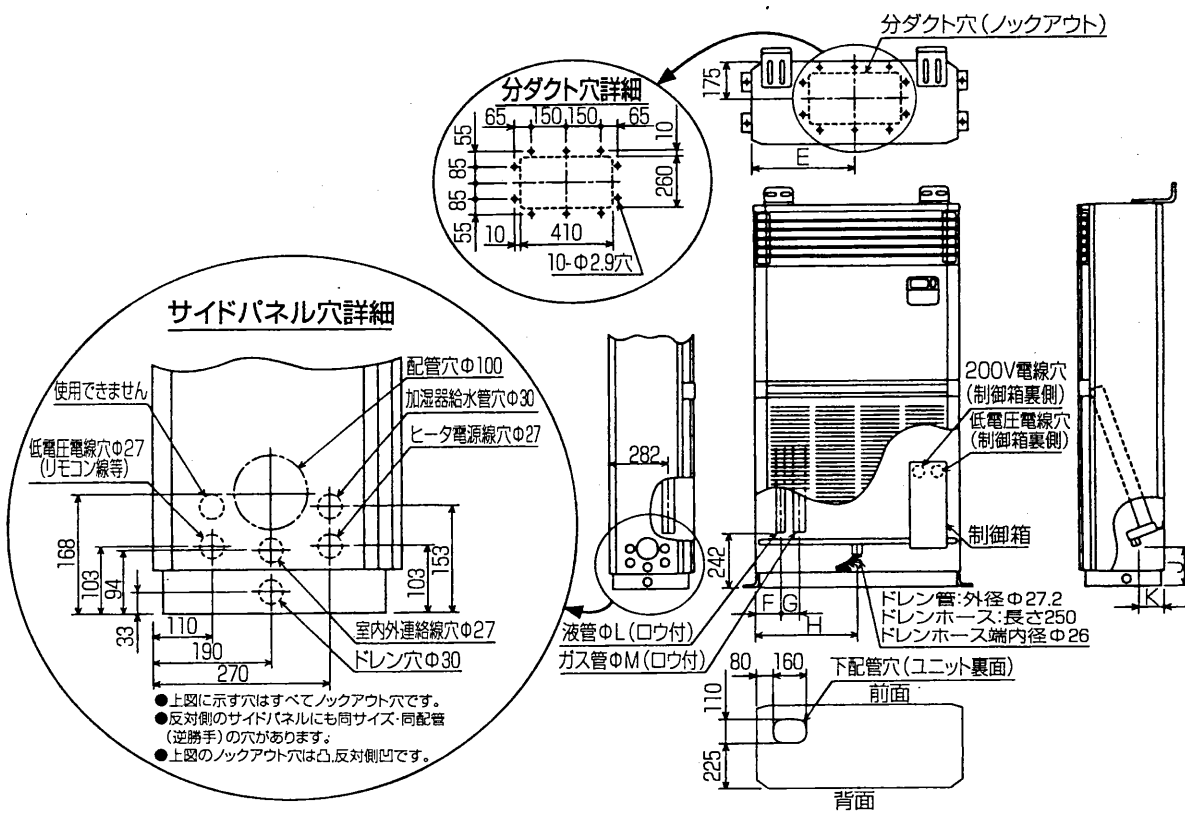 分ダクト穴(ノックアウト)
175
E
分ダクト穴詳細
65 150 150 65
55
85
85
55
10
260
10 410
10-Φ2.9穴
サイドパネル穴詳細
配管穴Φ100
使用できません
加湿器給水管穴Φ30
低電圧電線穴Φ27
(リモコン線等)
ヒータ電源線穴Φ27
168
103
94
33
103
153
110
190
270
室内外連絡線穴Φ27
ドレン穴Φ30
●上図に示す穴はすべてノックアウト穴です。
●反対側のサイドパネルにも同サイズ・同配管
(逆勝手)の穴があります。
●上図のノックアウト穴は凸、反対側凹です。
282
200V電線穴
(制御箱裏側)
低電圧電線穴
(制御箱裏側)
制御箱
242
F G
H
J
K
ドレン管:外径Φ27.2
ドレンホース:長さ250
ドレンホース端内径Φ26
液管ΦL(ロウ付)
ガス管ΦM(ロウ付)
80 160
下配管穴(ユニット裏面)
前面
110
225
背面